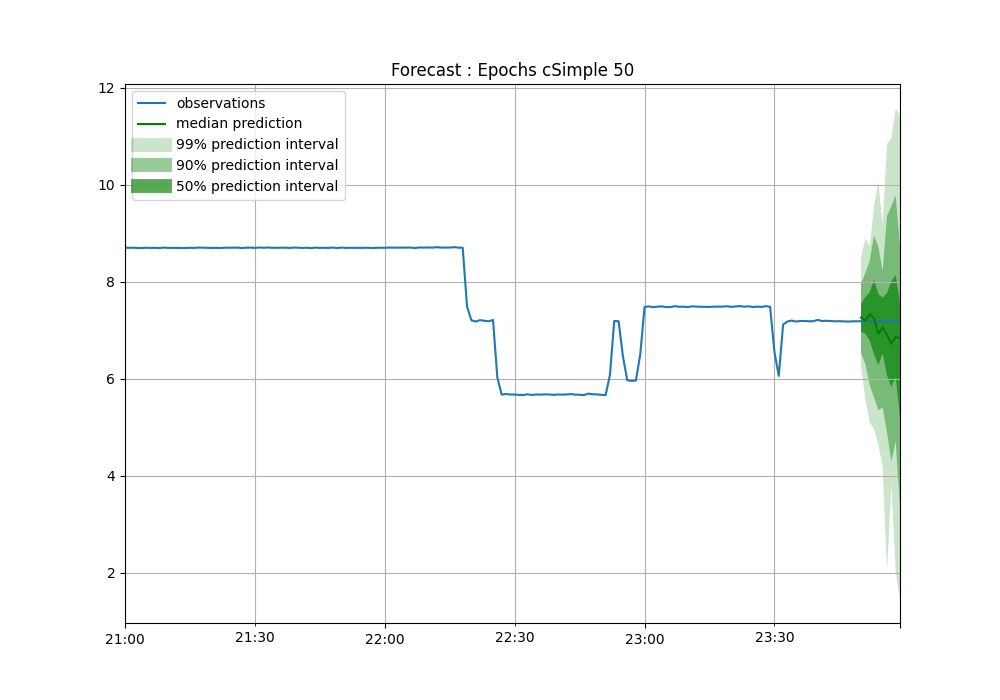 Forecast : Epochs cSimple 50
12
10
8
6
4
2
observations
median prediction
99% prediction interval
90% prediction interval
50% prediction interval
21:00
21:30
22:00
22:30
23:00
23:30